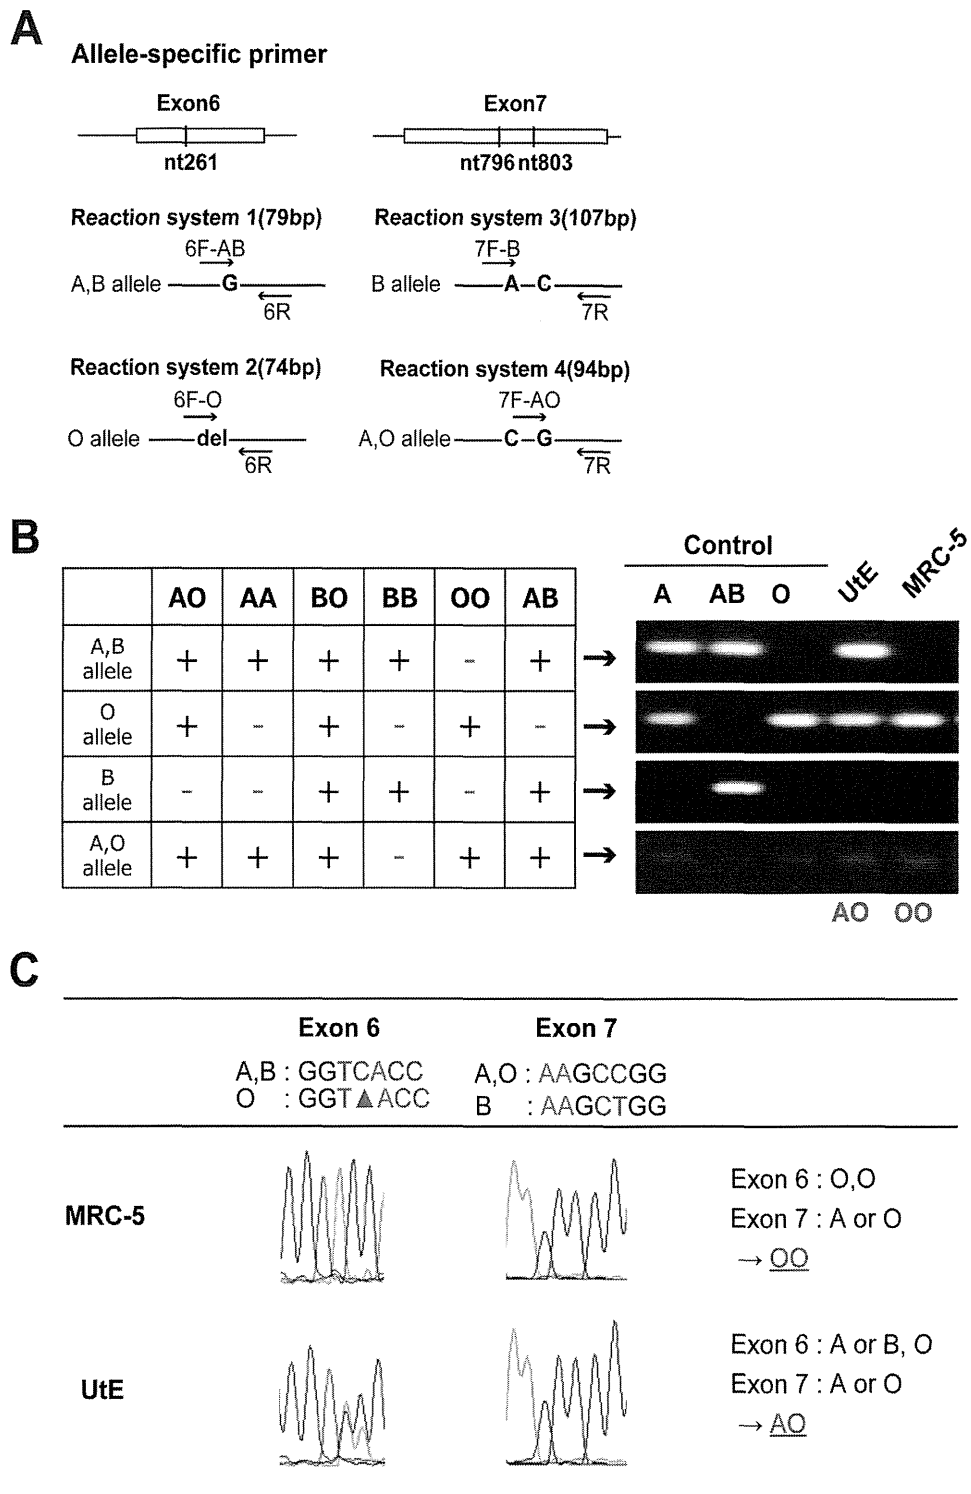 A
Allele-specific primer
Exon6
Exon7
nt261
nt796 nt803
Reaction system 1(79bp)
Reaction system 3(107bp)
6F-AB
7F-B
A,B allele
G
B allele
A C
6R
7R
Reaction system 2(74bp)
Reaction system 4(94bp)
6F-O
7F-AO
O allele
del
A,O allele
C G
6R
7R
B
Control
UtE
MRC-5
A AB O
AO AA BO BB OO AB
A,B allele + + + + - + →
O allele + - + - + - →
B allele - - + + - + →
A,O allele + + + - + + →
AO OO
C
Exon 6
Exon 7
A,B : GGTCACC
A,O : AAGCCGG
O : GGT▲ACC
B : AAGCTGG
MRC-5
Exon 6 : O,O
Exon 7 : A or O
→ OO
UtE
Exon 6 : A or B, O
Exon 7 : A or O
→ AO